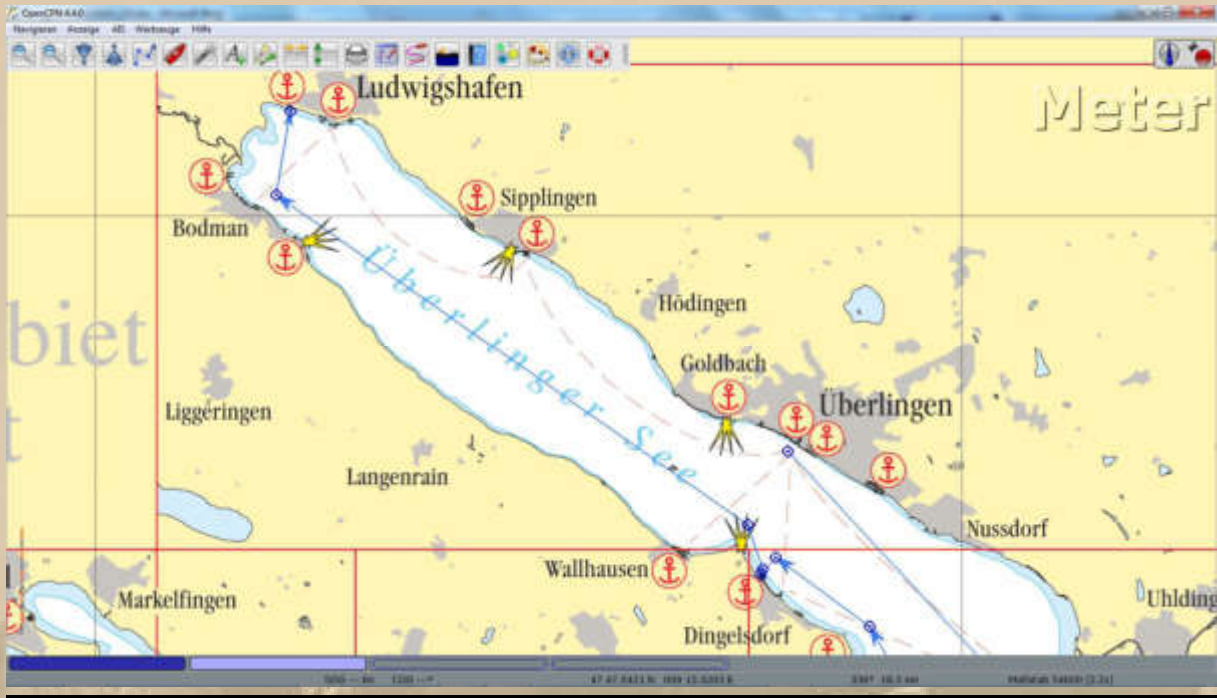 OpenCPN 4.4.0
Navigieren Anzeige AIS Werkzeuge Hilfe
Meter
Ludwigshafen
Sipplingen
Bodman
Überlinger See
Hödingen
biet
Goldbach
Liggeringen
Überlingen
Langenrain
Nussdorf
Wallhausen
Markelfingen
Uhlding
Dingelsdorf